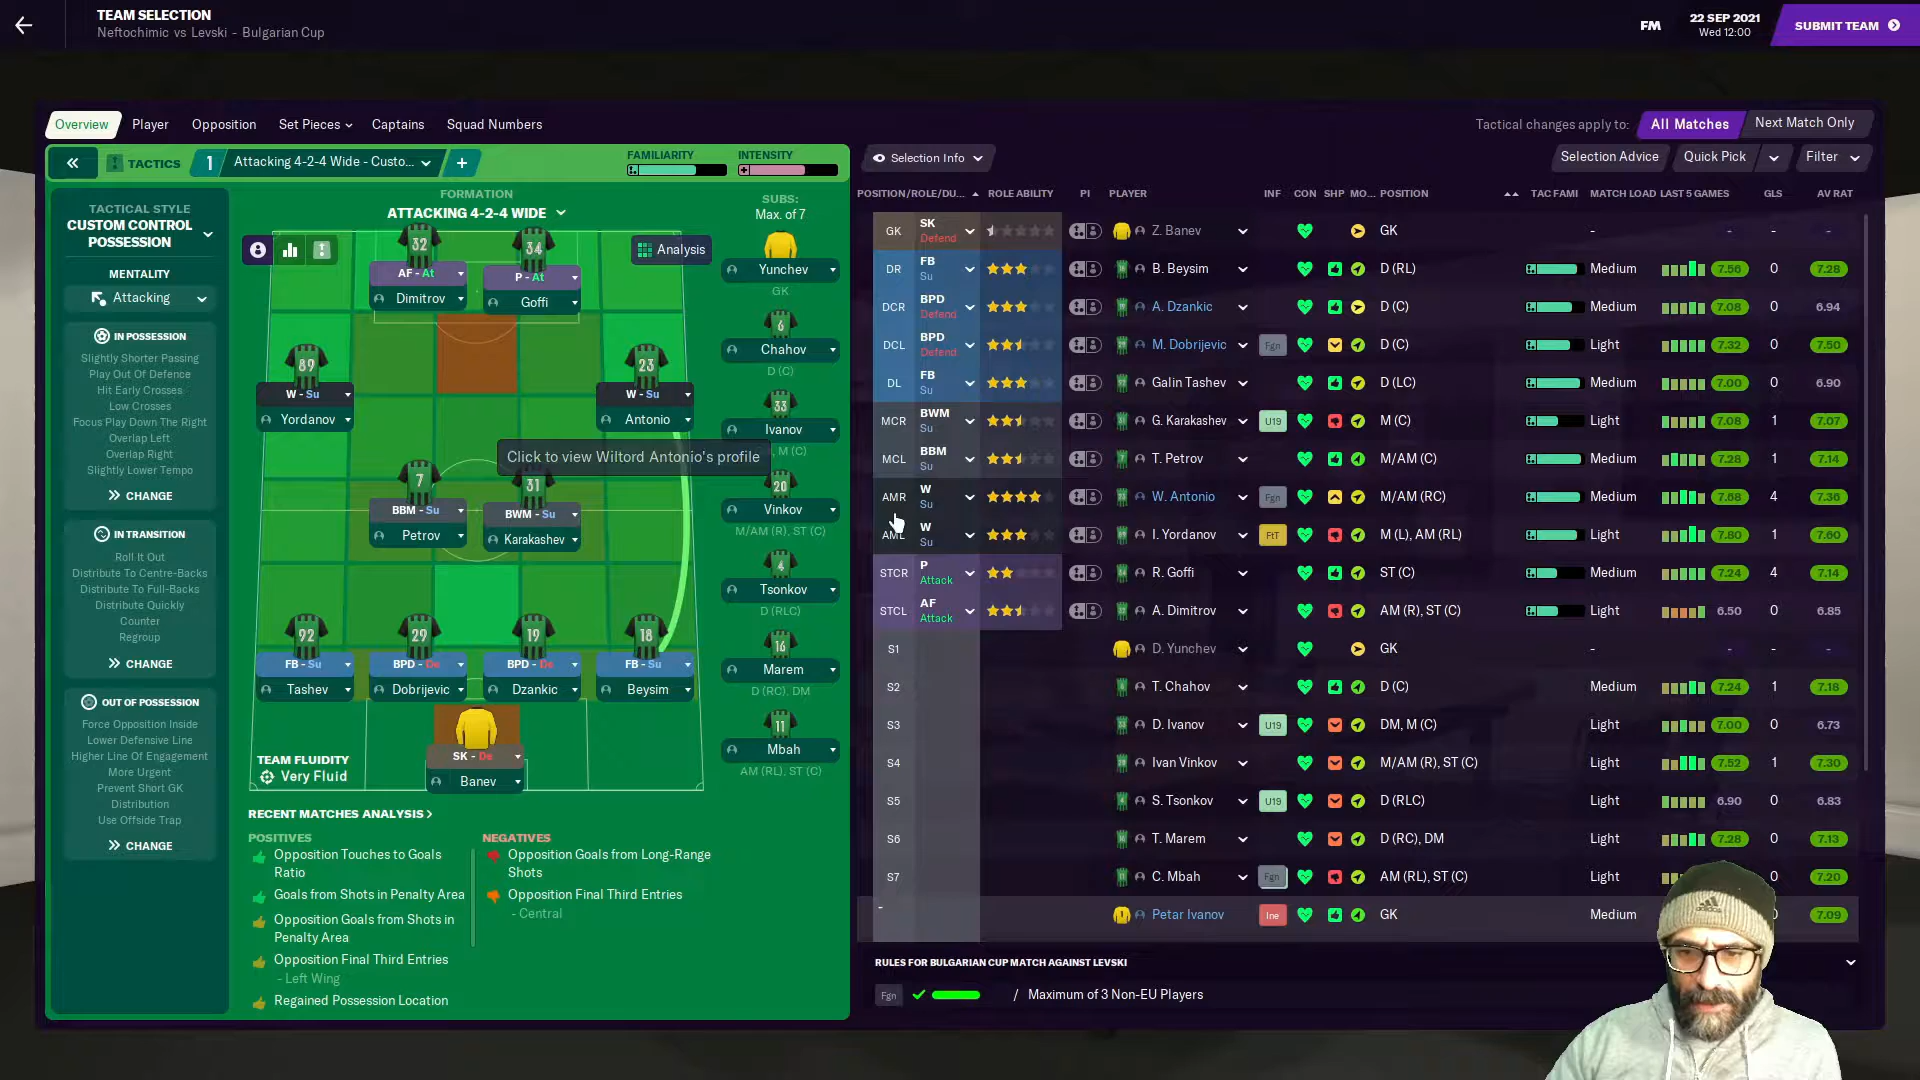 TEAM SELECTION
Neftochimic vs Levski - Bulgarian Cup
FM
22 SEP 2021
Wed 12:00
SUBMIT TEAM
Overview
Player
Opposition
Set Pieces
Captains
Squad Numbers
Tactical changes apply to:
All Matches
Next Match Only
TACTICS
1
Attacking 4-2-4 Wide - Custo...
+
FAMILIARITY
INTENSITY
TACTICAL STYLE
CUSTOM CONTROL
POSSESSION
MENTALITY
Attacking
IN POSSESSION
Slightly Shorter Passing
Play Out Of Defence
Hit Early Crosses
Low Crosses
Focus Play Down The Right
Overlap Left
Overlap Right
Slightly Lower Tempo
CHANGE
IN TRANSITION
Roll It Out
Distribute To Centre-Backs
Distribute To Full-Backs
Distribute Quickly
Counter
Regroup
CHANGE
OUT OF POSSESSION
Force Opposition Inside
Lower Defensive Line
Higher Line Of Engagement
More Urgent
Prevent Short GK
Distribution
Use Offside Trap
CHANGE
FORMATION
ATTACKING 4-2-4 WIDE
Analysis
32
AF - At
Dimitrov
34
P - At
Goffi
89
W - Su
Yordanov
23
W - Su
Antonio
Click to view Wiltord Antonio's profile
7
BBM - Su
Petrov
31
BWM - Su
Karakashev
92
FB - Su
Tashev
29
BPD - De
Dobrijevic
19
BPD - De
Dzankic
18
FB - Su
Beysim
SK - De
Banev
TEAM FLUIDITY
Very Fluid
SUBS:
Max. of 7
Yunchev
GK
6
Chahov
D (C)
33
Ivanov
, M (C)
20
Vinkov
M/AM (R), ST (C)
4
Tsonkov
D (RLC)
16
Marem
D (RC), DM
11
Mbah
AM (RL), ST (C)
RECENT MATCHES ANALYSIS >
POSITIVES
Opposition Touches to Goals
Ratio
Goals from Shots in Penalty Area
Opposition Goals from Shots in
Penalty Area
Opposition Final Third Entries
- Left Wing
Regained Possession Location
NEGATIVES
Opposition Goals from Long-Range
Shots
Opposition Final Third Entries
- Central
Selection Info
Selection Advice
Quick Pick
Filter
POSITION/ROLE/DU... ROLE ABILITY PI PLAYER INF CON SHP MO... POSITION TAC FAMI MATCH LOAD LAST 5 GAMES GLS AV RAT
GK SK Defend Z. Banev GK - - - -
DR FB Su B. Beysim D (RL) Medium 7.56 0 7.28
DCR BPD Defend A. Dzankic D (C) Medium 7.08 0 6.94
DCL BPD Defend M. Dobrijevic Fgn D (C) Light 7.32 0 7.50
DL FB Su Galin Tashev D (LC) Medium 7.00 0 6.90
MCR BWM Su G. Karakashev U19 M (C) Light 7.08 1 7.07
MCL BBM Su T. Petrov M/AM (C) Medium 7.28 1 7.14
AMR W Su W. Antonio Fgn M/AM (RC) Medium 7.68 4 7.36
AML W Su I. Yordanov FtT M (L), AM (RL) Light 7.80 1 7.60
STCR P Attack R. Goffi ST (C) Medium 7.24 4 7.14
STCL AF Attack A. Dimitrov AM (R), ST (C) Light 6.50 0 6.85
S1 D. Yunchev GK - - - -
S2 T. Chahov D (C) Medium 7.24 1 7.18
S3 D. Ivanov U19 DM, M (C) Light 7.00 0 6.73
S4 Ivan Vinkov M/AM (R), ST (C) Light 7.52 1 7.30
S5 S. Tsonkov U19 D (RLC) Light 6.90 0 6.83
S6 T. Marem D (RC), DM Light 7.28 0 7.13
S7 C. Mbah Fgn AM (RL), ST (C) Light 0 7.20
- Petar Ivanov Ine GK Medium 7.09
RULES FOR BULGARIAN CUP MATCH AGAINST LEVSKI
Fgn / Maximum of 3 Non-EU Players